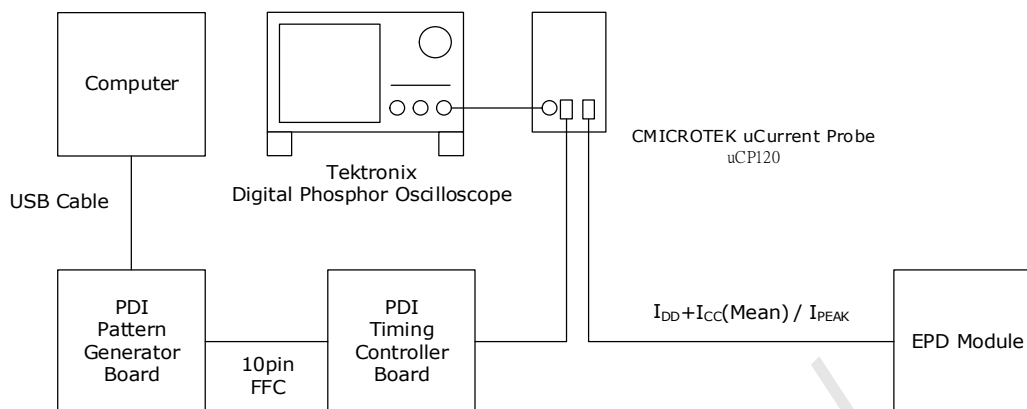 Computer
Tektronix
Digital Phosphor Oscilloscope
CMICROTEK uCurrent Probe
uCP120
USB Cable
PDI
Pattern
Generator
Board
10pin
FFC
PDI
Timing
Controller
Board
IDD+ICC(Mean) / IPEAK
EPD Module